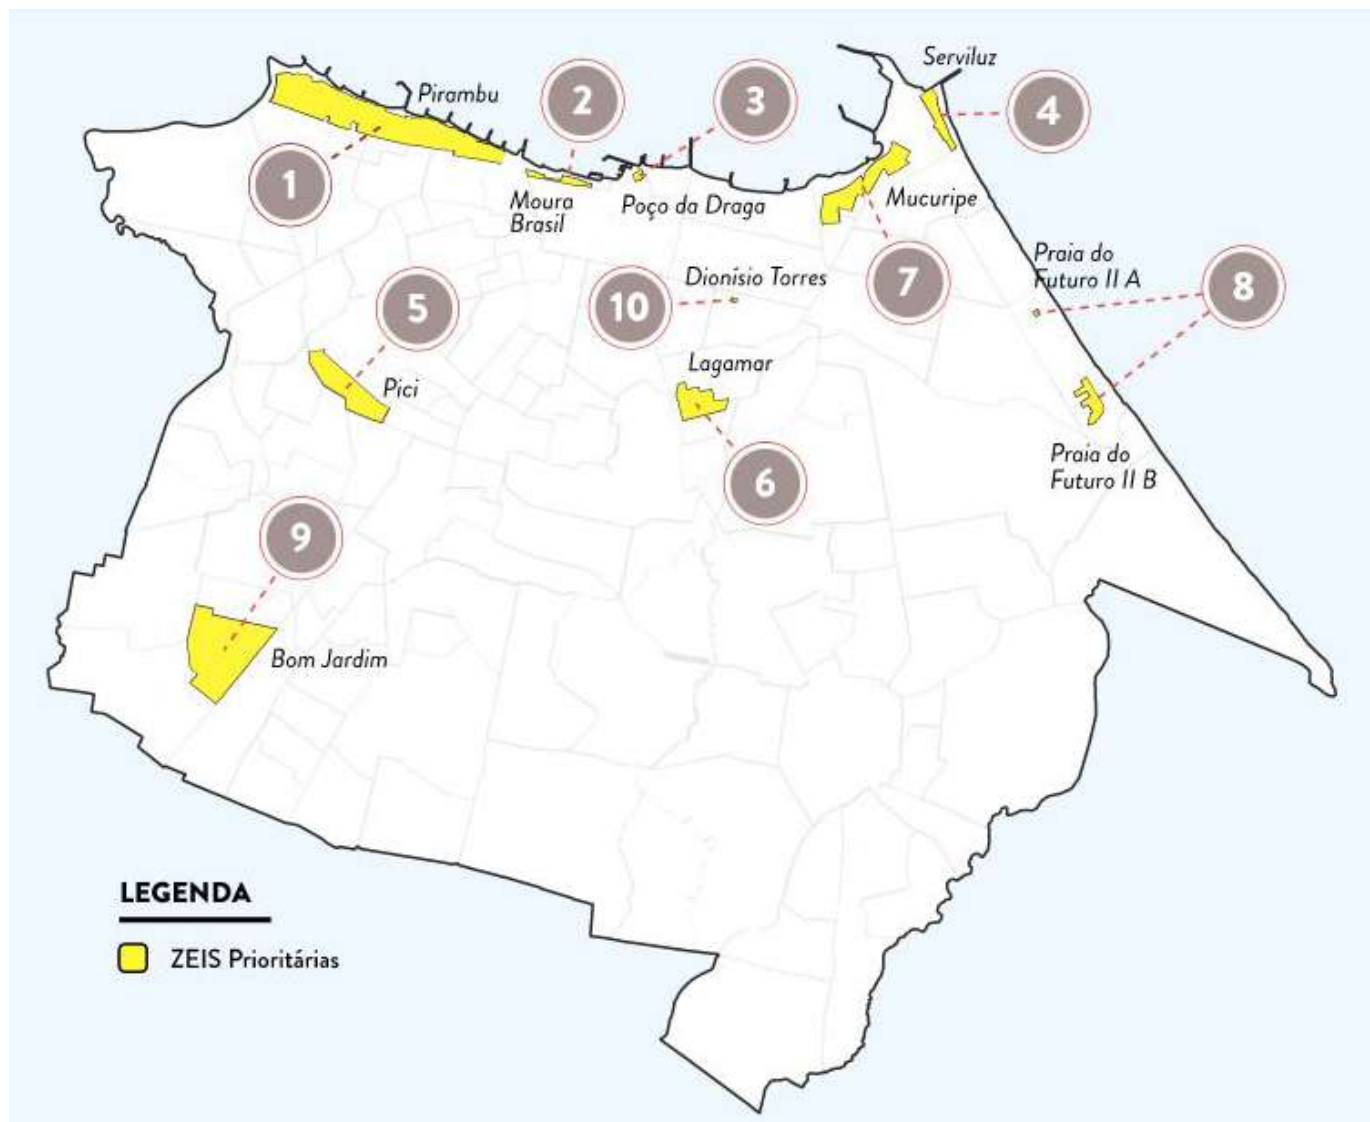 Serviluz
Pirambu
2
3
4
1
Moura
Brasil
Poço da Draga
Mucuripe
Praia do
Futuro II A
Dionísio Torres
7
8
5
10
Lagamar
Pici
Praia do
Futuro II B
6
9
Bom Jardim
LEGENDA
ZEIS Prioritárias